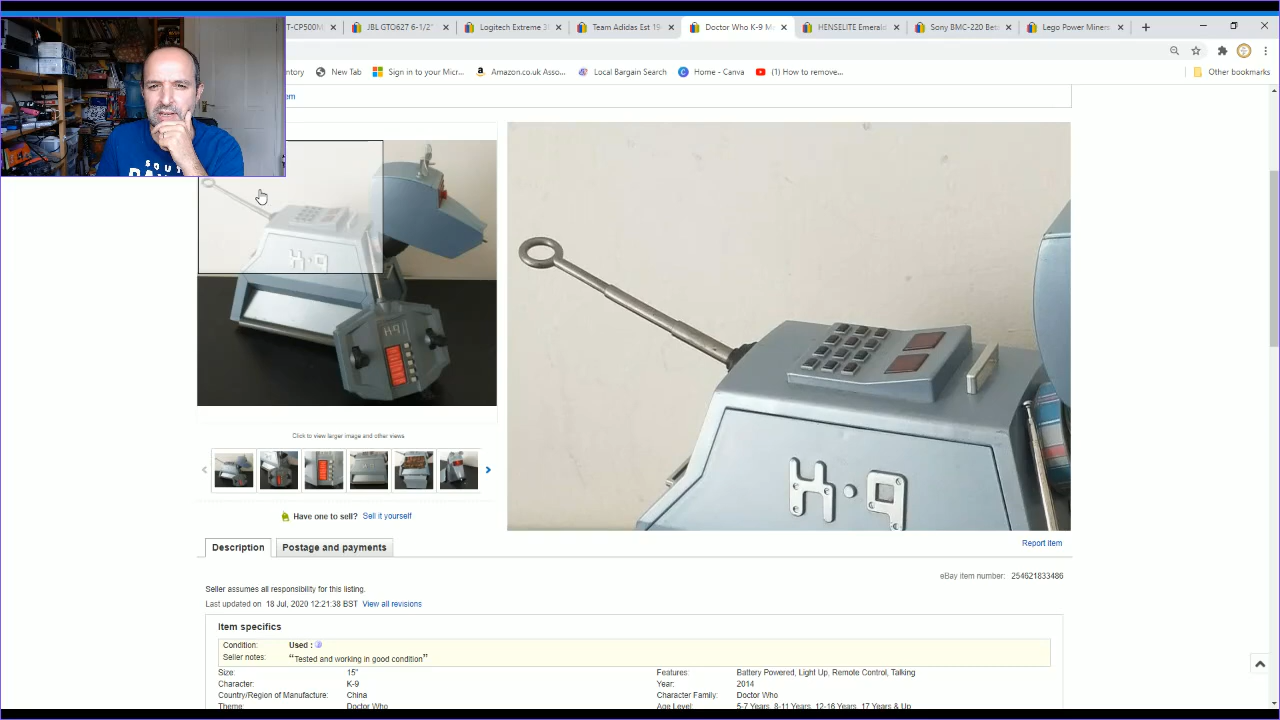 T-CP500M
JBL GTO627 6-1/2"
Logitech Extreme 3
Team Adidas Est 19
Doctor Who K-9 M
HENSELITE Emerald
Sony BMC-220 Beta
Lego Power Miners
ntory
New Tab
Sign in to your Micr...
Amazon.co.uk Asso...
Local Bargain Search
Home - Canva
(1) How to remove...
Other bookmarks
em
SOUT
K·9
K9
K·9
Click to view larger image and other views
Have one to sell? Sell it yourself
Description
Postage and payments
Report item
eBay item number: 254621833486
Seller assumes all responsibility for this listing.
Last updated on 18 Jul, 2020 12:21:38 BST View all revisions
Item specifics
Condition: Used :
Seller notes: "Tested and working in good condition"
Size: 15"
Features: Battery Powered, Light Up, Remote Control, Talking
Character: K-9
Year: 2014
Country/Region of Manufacture: China
Character Family: Doctor Who
Theme: Doctor Who
Age Level: 5-7 Years, 8-11 Years, 12-16 Years, 17 Years & Up